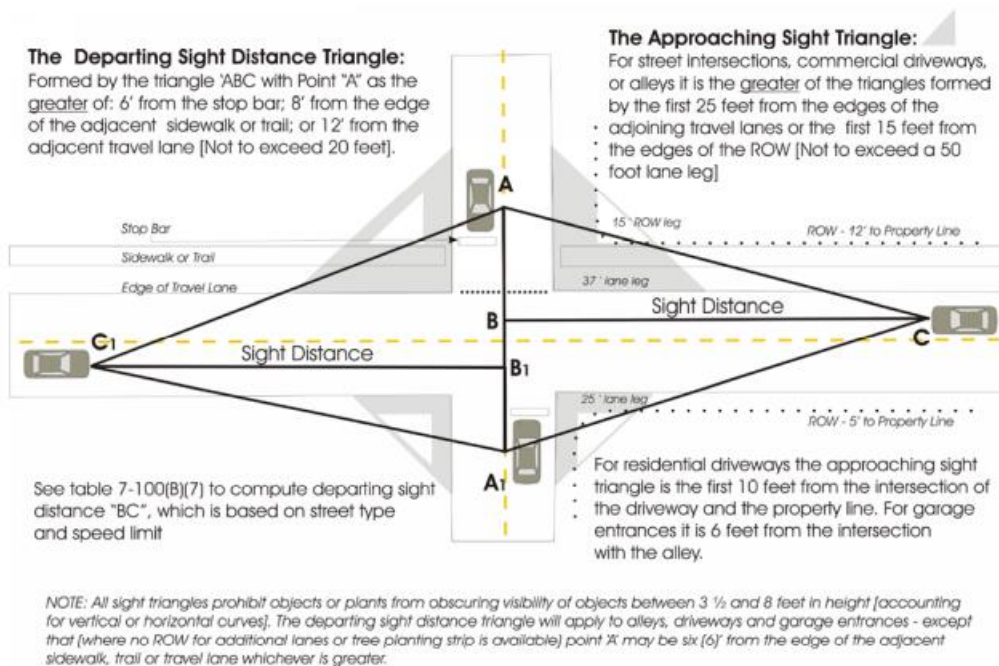 The Departing Sight Distance Triangle:
Formed by the triangle 'ABC with Point "A" as the
greater of: 6' from the stop bar; 8' from the edge
of the adjacent sidewalk or trail; or 12' from the
adjacent travel lane [Not to exceed 20 feet].
The Approaching Sight Triangle:
For street intersections, commercial driveways,
or alleys it is the greater of the triangles formed
by the first 25 feet from the edges of the
adjoining travel lanes or the first 15 feet from
the edges of the ROW [Not to exceed a 50
foot lane leg]
A
Stop Bar
15' ROW leg
ROW - 12' to Property Line
Sidewalk or Trail
Edge of Travel Lane
37' lane leg
B
Sight Distance
C
C1
Sight Distance
B1
25' lane leg
ROW - 5' to Property Line
A1
See table 7-100(B)(7) to compute departing sight
distance "BC", which is based on street type
and speed limit
For residential driveways the approaching sight
triangle is the first 10 feet from the intersection of
the driveway and the property line. For garage
entrances it is 6 feet from the intersection
with the alley.
NOTE: All sight triangles prohibit objects or plants from obscuring visibility of objects between 3 ½ and 8 feet in height [accounting
for vertical or horizontal curves]. The departing sight distance triangle will apply to alleys, driveways and garage entrances - except
that [where no ROW for additional lanes or tree planting strip is available] point 'A' may be six (6)' from the edge of the adjacent
sidewalk, trail or travel lane whichever is greater.